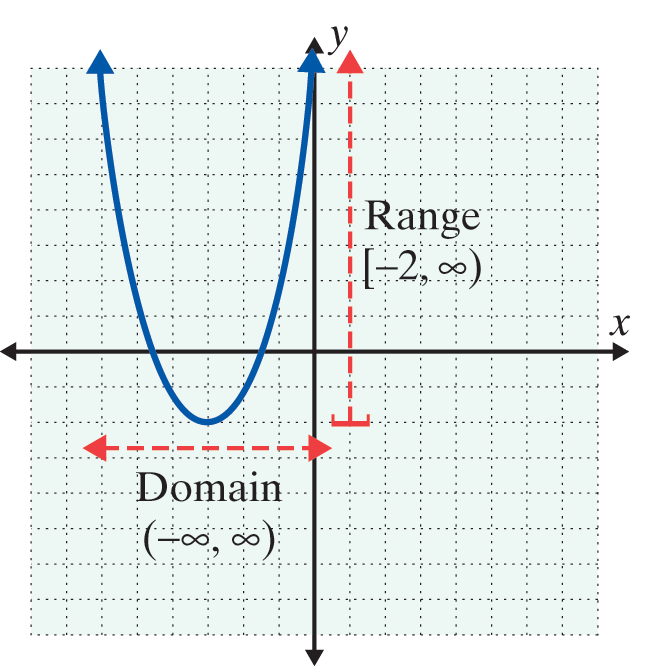 y
Range
[−2, ∞)
x
Domain
(−∞, ∞)